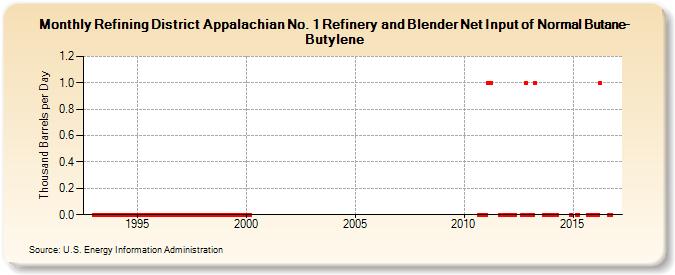 Monthly Refining District Appalachian No. 1 Refinery and Blender Net Input of Normal Butane-
Butylene
Thousand Barrels per Day
1.2
1.0
0.8
0.6
0.4
0.2
0.0
1995 2000 2005 2010 2015
Source: U.S. Energy Information Administration